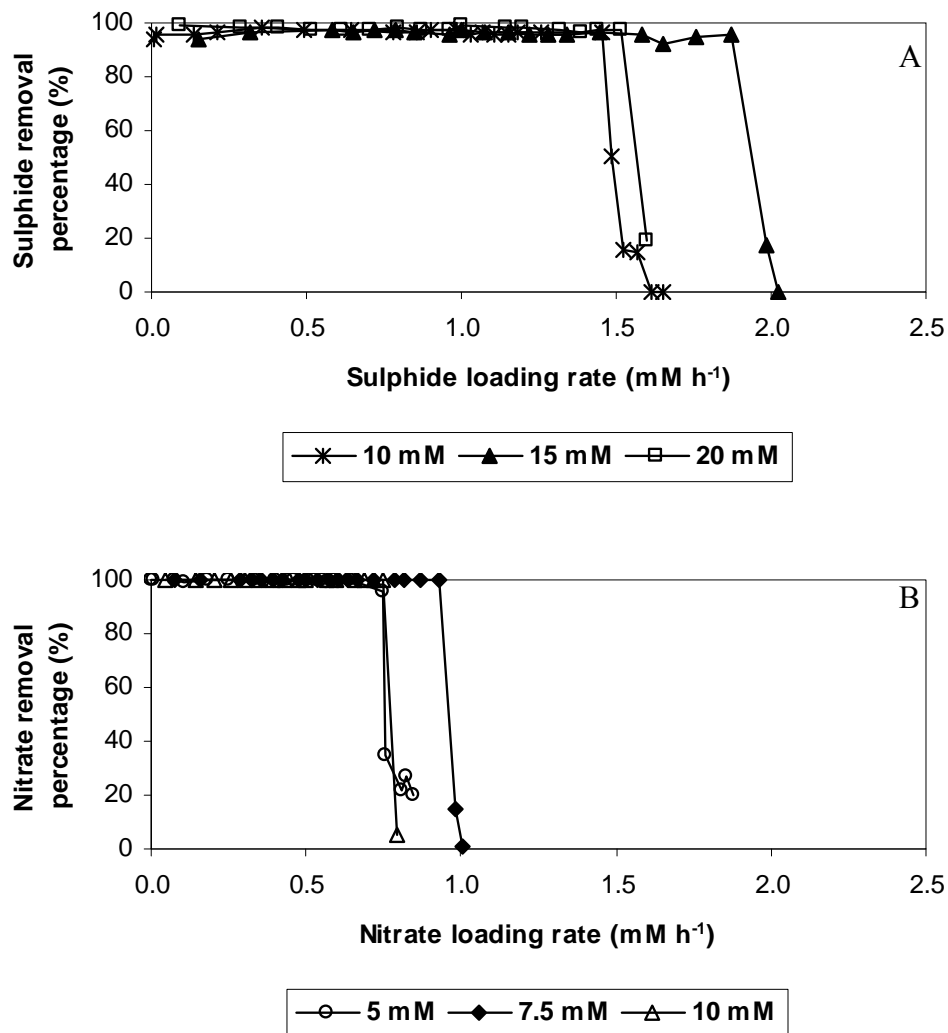 A
Sulphide removal
percentage (%)
100
80
60
40
20
0
0.0 0.5 1.0 1.5 2.0 2.5
Sulphide loading rate (mM h-1)
10 mM 15 mM 20 mM
B
Nitrate removal
percentage (%)
100
80
60
40
20
0
0.0 0.5 1.0 1.5 2.0 2.5
Nitrate loading rate (mM h-1)
5 mM 7.5 mM 10 mM